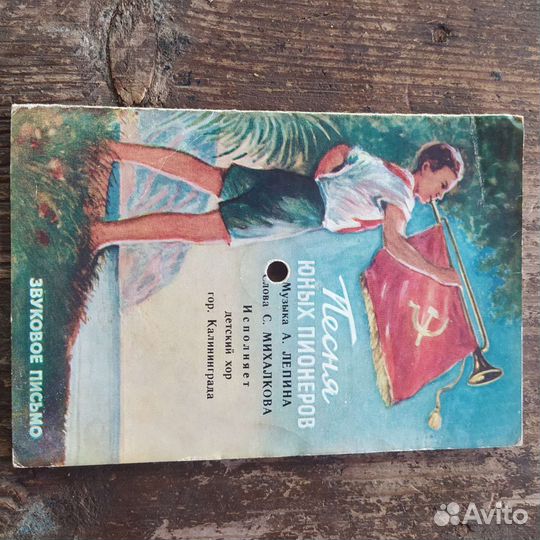 Песня
ЮНЫХ ПИОНЕРОВ
Музыка А. ЛЕПИНА
Слова С. МИХАЛКОВА
Исполняет
детский хор
гор. Калининграда
ЗВУКОВОЕ ПИСЬМО
Avito